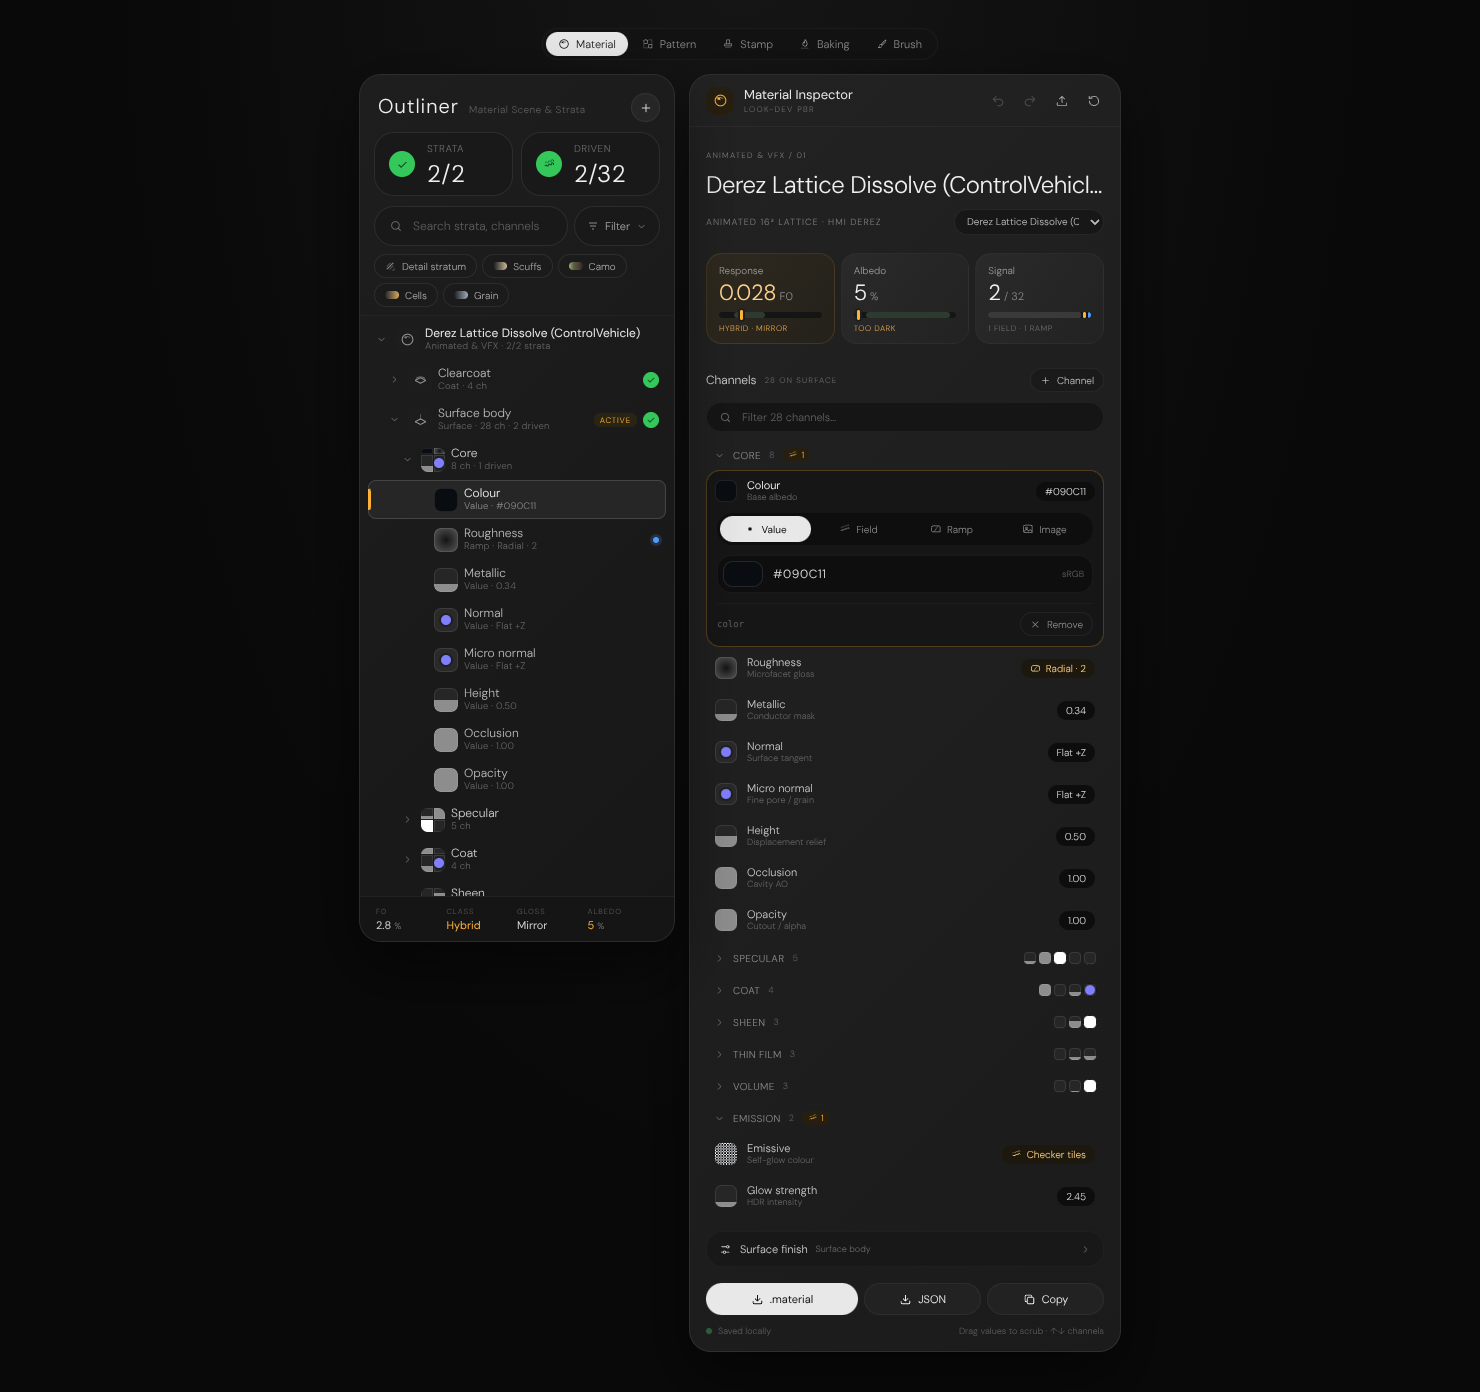 Material
Pattern
Stamp
Baking
Brush
Outliner
Material Scene & Strata
STRATA
2/2
DRIVEN
2/32
Search strata, channels
Filter
Detail stratum
Scuffs
Camo
Cells
Grain
Derez Lattice Dissolve (ControlVehicle)
Animated & VFX · 2/2 strata
Clearcoat
Coat · 4 ch
Surface body
Surface · 28 ch · 2 driven
ACTIVE
Core
8 ch · 1 driven
Colour
Value · #090C11
Roughness
Ramp · Radial · 2
Metallic
Value · 0.34
Normal
Value · Flat +Z
Micro normal
Value · Flat +Z
Height
Value · 0.50
Occlusion
Value · 1.00
Opacity
Value · 1.00
Specular
5 ch
Coat
4 ch
Sheen
F0
2.8 %
CLASS
Hybrid
GLOSS
Mirror
ALBEDO
5 %
Material Inspector
LOOK-DEV PBR
ANIMATED & VFX / 01
Derez Lattice Dissolve (ControlVehicl...
ANIMATED 16² LATTICE · HMI DEREZ
Derez Lattice Dissolve (C
Response
0.028 F0
HYBRID · MIRROR
Albedo
5 %
TOO DARK
Signal
2 / 32
1 FIELD · 1 RAMP
Channels
28 ON SURFACE
+ Channel
Filter 28 channels...
CORE 8
1
Colour
Base albedo
#090C11
Value
Field
Ramp
Image
#090C11
sRGB
color
Remove
Roughness
Microfacet gloss
Radial · 2
Metallic
Conductor mask
0.34
Normal
Surface tangent
Flat +Z
Micro normal
Fine pore / grain
Flat +Z
Height
Displacement relief
0.50
Occlusion
Cavity AO
1.00
Opacity
Cutout / alpha
1.00
SPECULAR 5
COAT 4
SHEEN 3
THIN FILM 3
VOLUME 3
EMISSION 2
1
Emissive
Self-glow colour
Checker tiles
Glow strength
HDR intensity
2.45
Surface finish
Surface body
.material
JSON
Copy
Saved locally
Drag values to scrub · ↑↓ channels